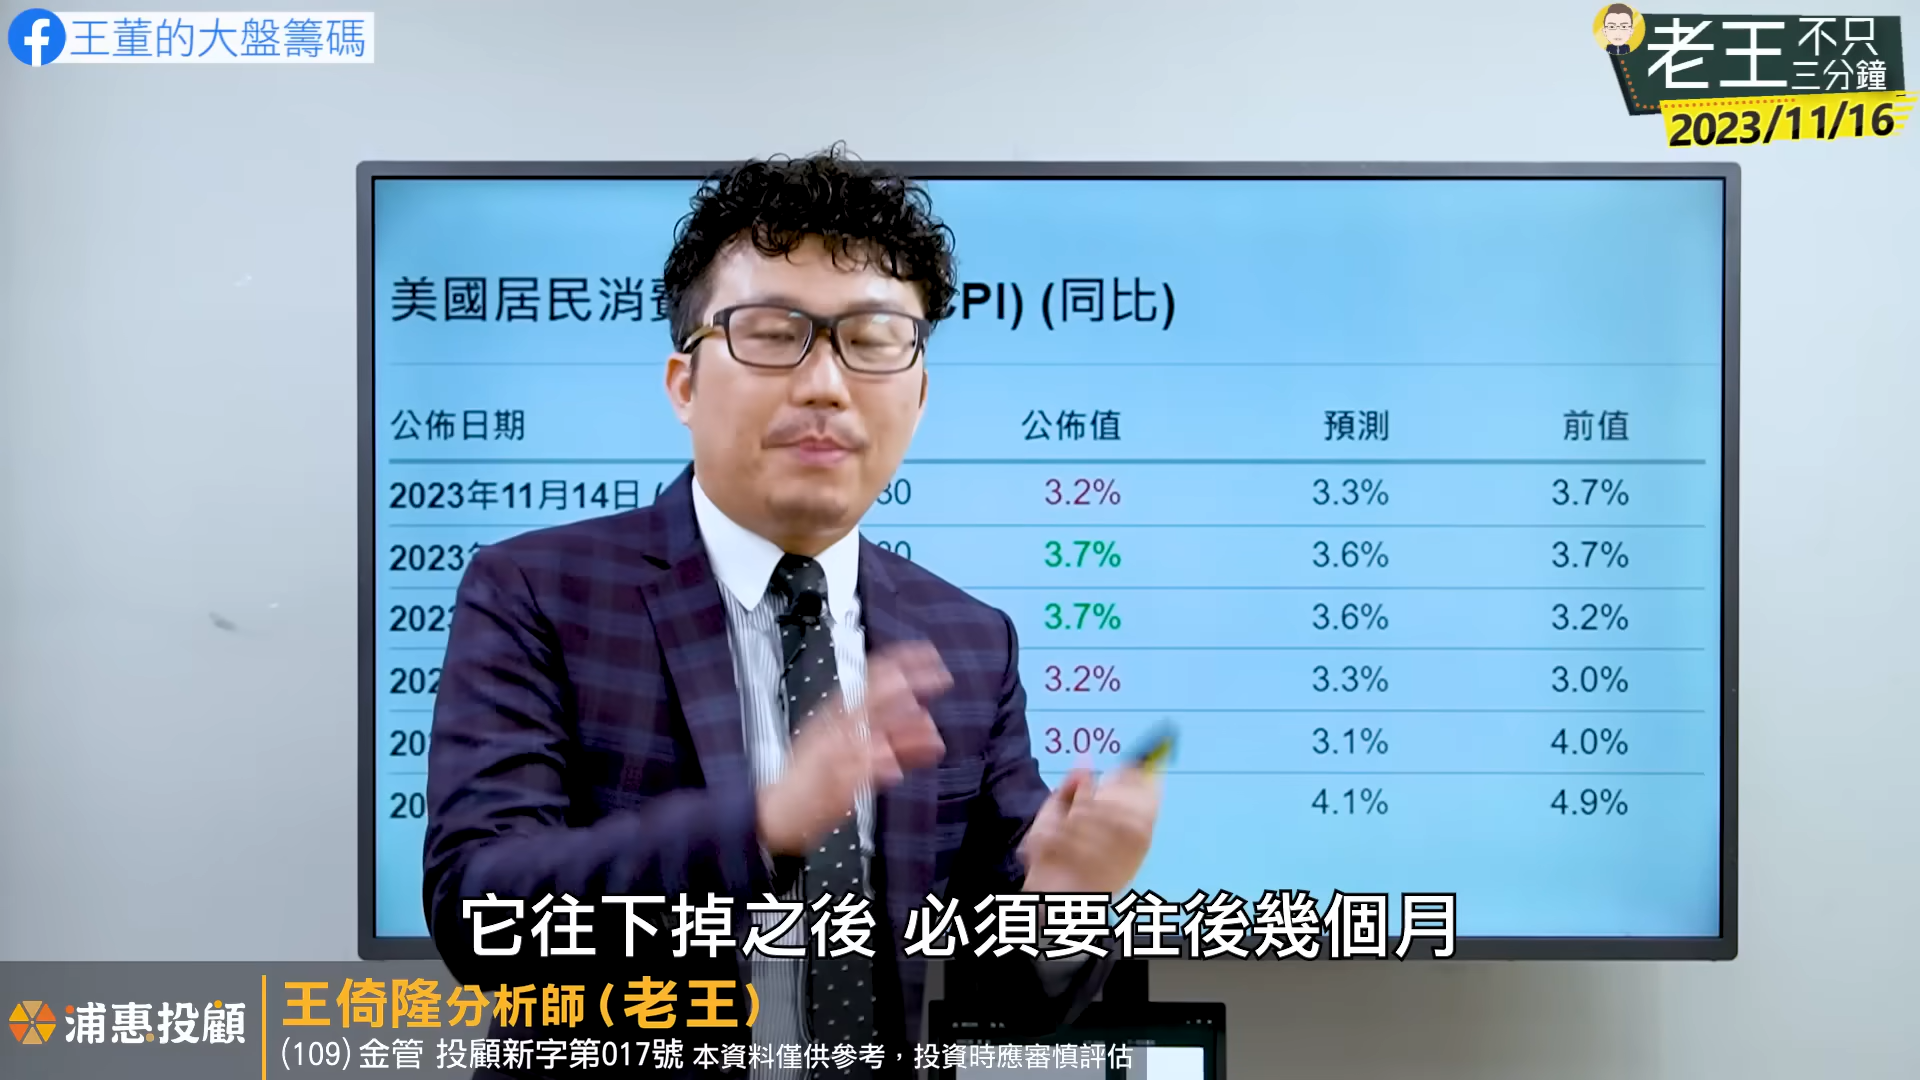 王董的大盤籌碼
老王不只三分鐘
2023/11/16
美國居民消費 CPI) (同比)
公佈日期 公佈值 預測 前值
2023年11月14日 ( 30 3.2% 3.3% 3.7%
2023 30 3.7% 3.6% 3.7%
202 3.7% 3.6% 3.2%
202 3.2% 3.3% 3.0%
20 3.0% 3.1% 4.0%
20 4.1% 4.9%
它往下掉之後 必須要往後幾個月
浦惠投顧
王倚隆分析師(老王)
(109)金管 投顧新字第017號 本資料僅供參考，投資時應審慎評估